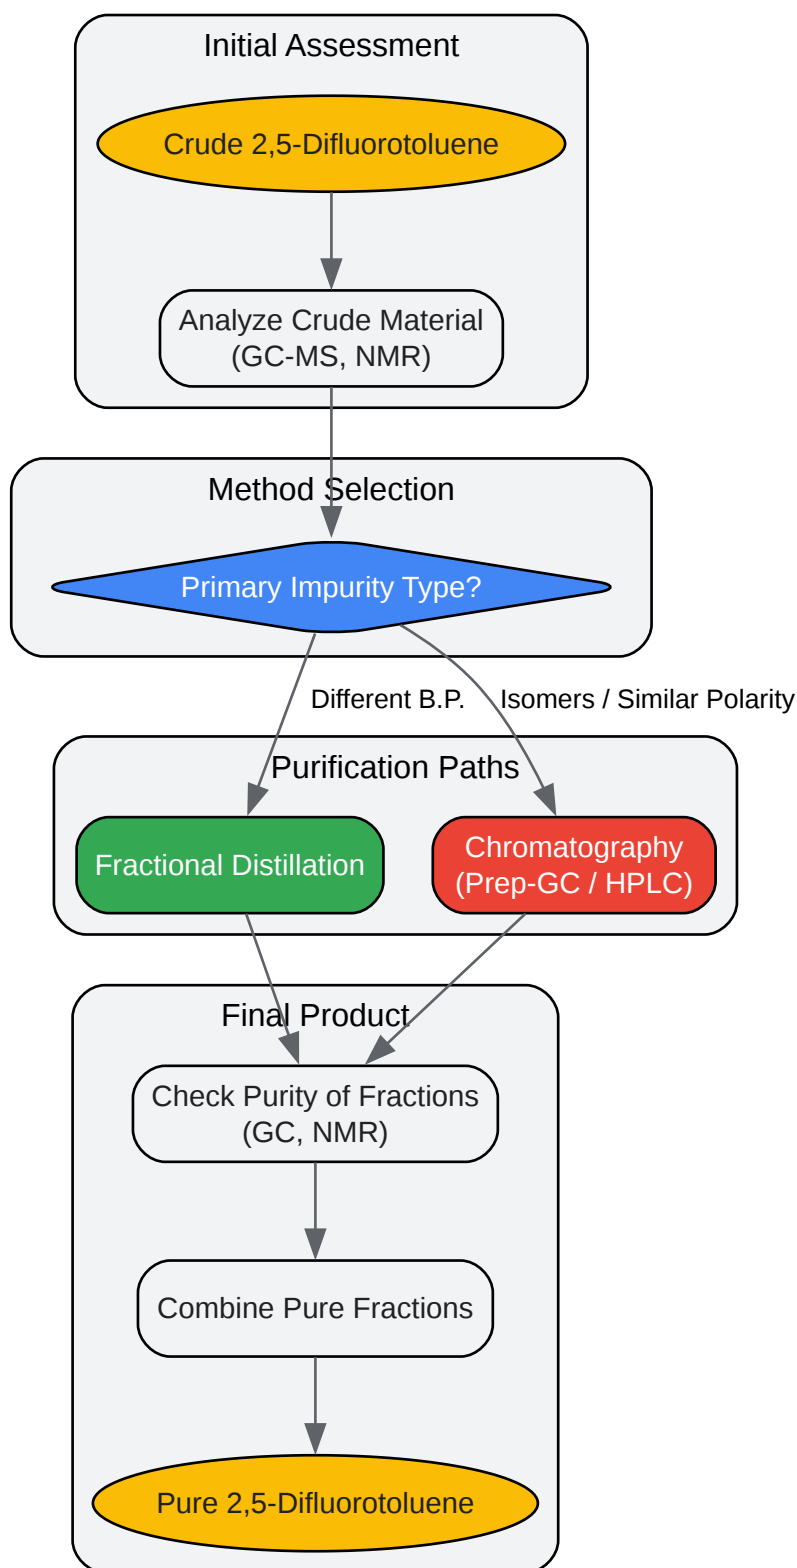 Initial Assessment
Crude 2,5-Difluorotoluene
Analyze Crude Material
(GC-MS, NMR)
Method Selection
Primary Impurity Type?
Different B.P.
Isomers / Similar Polarity
Purification Paths
Fractional Distillation
Chromatography
(Prep-GC / HPLC)
Final Product
Check Purity of Fractions
(GC, NMR)
Combine Pure Fractions
Pure 2,5-Difluorotoluene